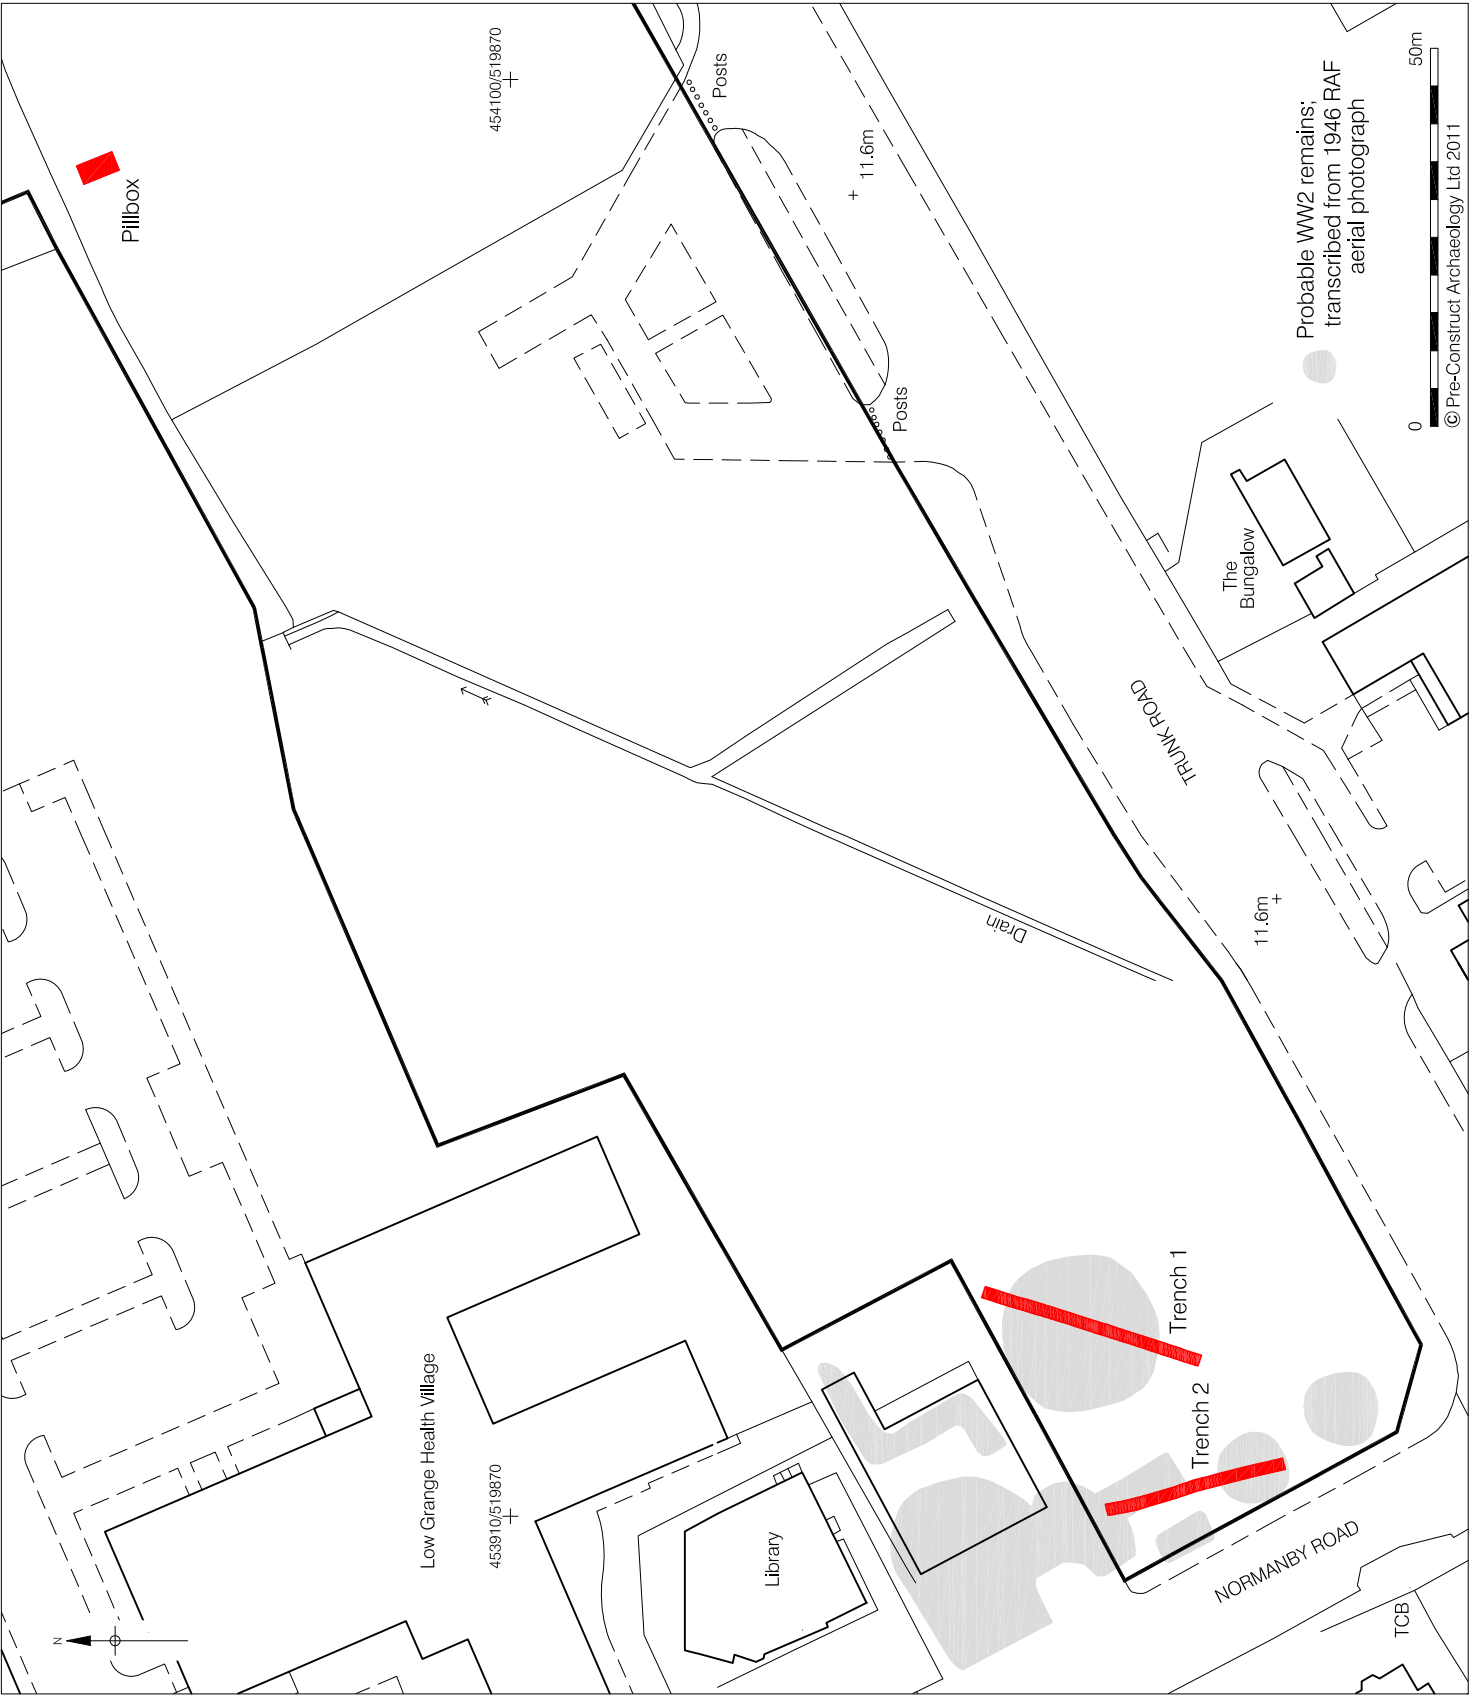 454100/519870
Pillbox
Posts
11.6m
Posts
Probable WW2 remains;
transcribed from 1946 RAF
aerial photograph
0
50m
© Pre-Construct Archaeology Ltd 2011
The
Bungalow
TRUNK ROAD
Drain
11.6m
Low Grange Health Village
453910/519870
Library
Trench 1
Trench 2
NORMANBY ROAD
TCB
N